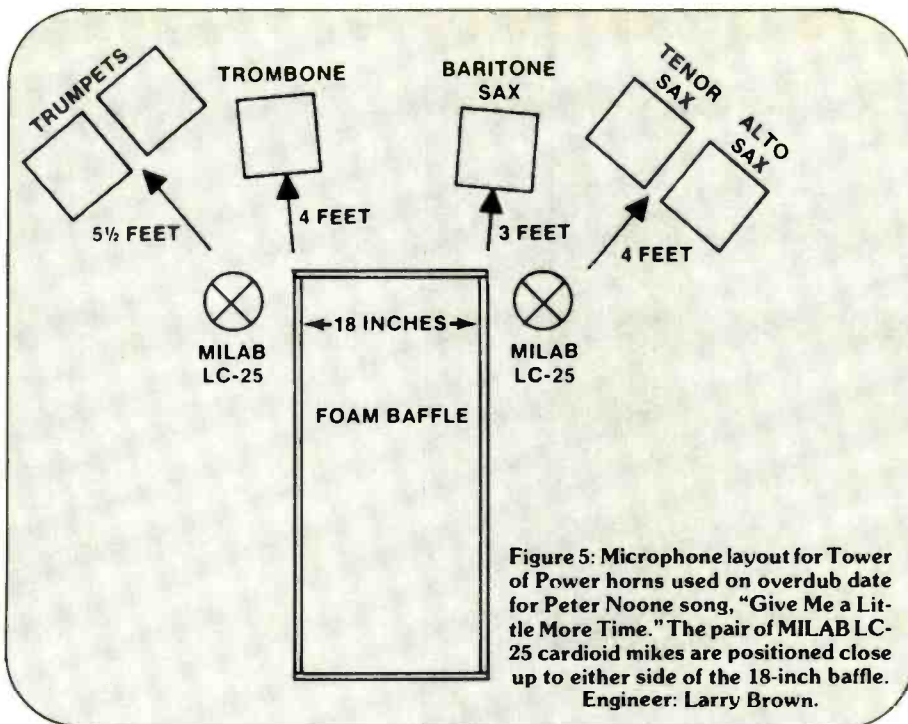 TRUMPETS
TROMBONE
BARITONE
SAX
TENOR
SAX
ALTO
SAX
5½ FEET
4 FEET
3 FEET
4 FEET
MILAB
LC-25
18 INCHES
MILAB
LC-25
FOAM BAFFLE
Figure 5: Microphone layout for Tower
of Power horns used on overdub date
for Peter Noone song, "Give Me a Lit-
tle More Time." The pair of MILAB LC-
25 cardioid mikes are positioned close
up to either side of the 18-inch baffle.
Engineer: Larry Brown.